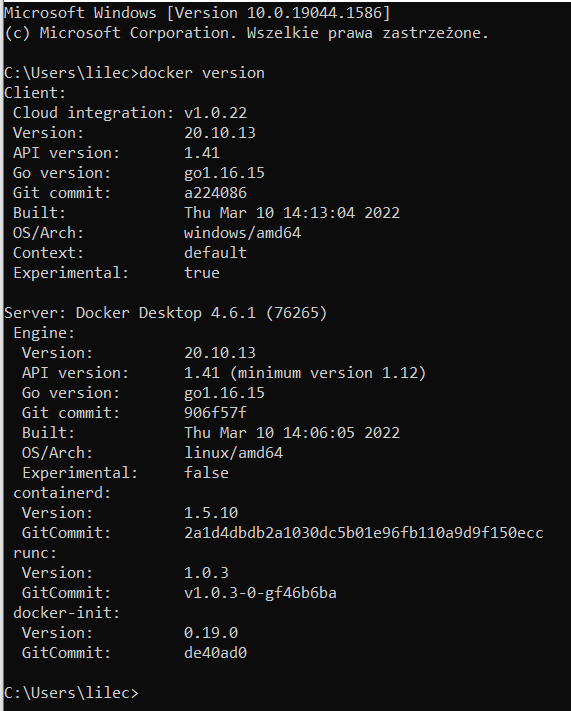 Microsoft Windows [Version 10.0.19044.1586]
(c) Microsoft Corporation. Wszelkie prawa zastrzeżone.

C:\Users\lilec>docker version
Client:
 Cloud integration: v1.0.22
 Version:           20.10.13
 API version:       1.41
 Go version:        go1.16.15
 Git commit:        a224086
 Built:             Thu Mar 10 14:13:04 2022
 OS/Arch:           windows/amd64
 Context:           default
 Experimental:      true

Server: Docker Desktop 4.6.1 (76265)
 Engine:
  Version:          20.10.13
  API version:      1.41 (minimum version 1.12)
  Go version:       go1.16.15
  Git commit:       906f57f
  Built:            Thu Mar 10 14:06:05 2022
  OS/Arch:          linux/amd64
  Experimental:     false
 containerd:
  Version:          1.5.10
  GitCommit:        2a1d4dbdb2a1030dc5b01e96fb110a9d9f150ecc
 runc:
  Version:          1.0.3
  GitCommit:        v1.0.3-0-gf46b6ba
 docker-init:
  Version:          0.19.0
  GitCommit:        de40ad0

C:\Users\lilec>